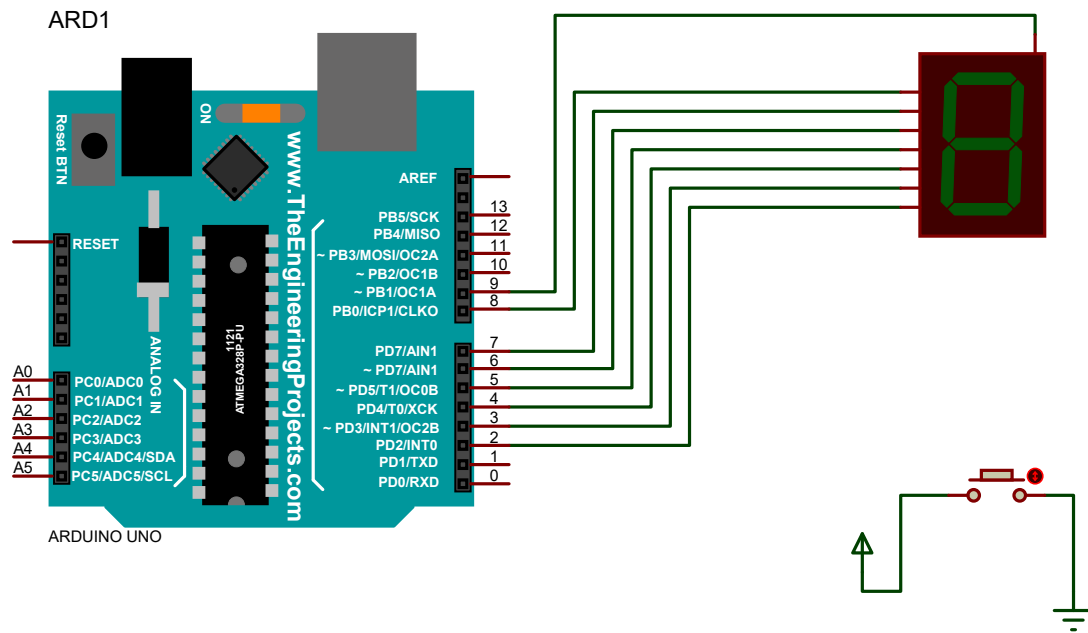 ARD1
Reset BTN
ON
www.TheEngineeringProjects.com
RESET
AREF
PB5/SCK 13
PB4/MISO 12
~ PB3/MOSI/OC2A 11
~ PB2/OC1B 10
~ PB1/OC1A 9
PB0/ICP1/CLKO 8
1121
ATMEGA328P-PU
ANALOG IN
PD7/AIN1 7
~ PD7/AIN1 6
~ PD5/T1/OC0B 5
PD4/T0/XCK 4
~ PD3/INT1/OC2B 3
PD2/INT0 2
PD1/TXD 1
PD0/RXD 0
A0 PC0/ADC0
A1 PC1/ADC1
A2 PC2/ADC2
A3 PC3/ADC3
A4 PC4/ADC4/SDA
A5 PC5/ADC5/SCL
ARDUINO UNO